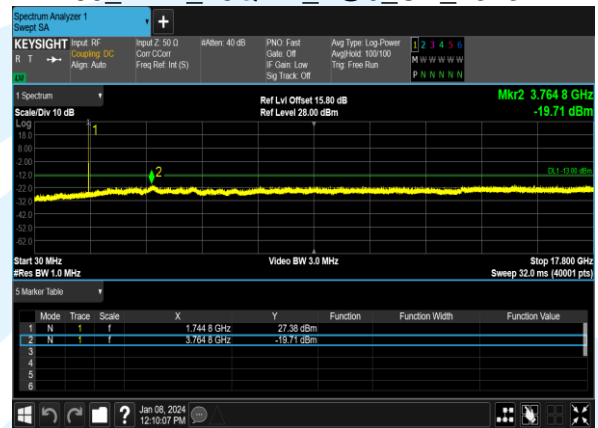 Spectrum Analyzer 1
Swept SA
+
KEYSIGHT Input: RF Input Z: 50 Ω #Atten: 40 dB PNO: Fast Avg Type: Log-Power 1 2 3 4 5 6
R T Coupling: DC Corr CCorr Gate: Off Avg|Hold: 100/100 M W W W W W
Align: Auto Freq Ref: Int (S) IF Gain: Low Trig: Free Run P N N N N N
LW Sig Track: Off
1 Spectrum Ref Lvl Offset 15.80 dB Mkr2 3.764 8 GHz
Scale/Div 10 dB Ref Level 28.00 dBm -19.71 dBm
Log
1
18.0
8.00
-2.00
-12.0 2 DL1 -13.00 dBm
-22.0
-32.0
-42.0
-52.0
-62.0
Start 30 MHz Video BW 3.0 MHz Stop 17.800 GHz
#Res BW 1.0 MHz Sweep 32.0 ms (40001 pts)
5 Marker Table
Mode Trace Scale X Y Function Function Width Function Value
1 N 1 f 1.744 8 GHz 27.38 dBm
2 N 1 f 3.764 8 GHz -19.71 dBm
3
4
5
6
? Jan 08, 2024
12:10:07 PM